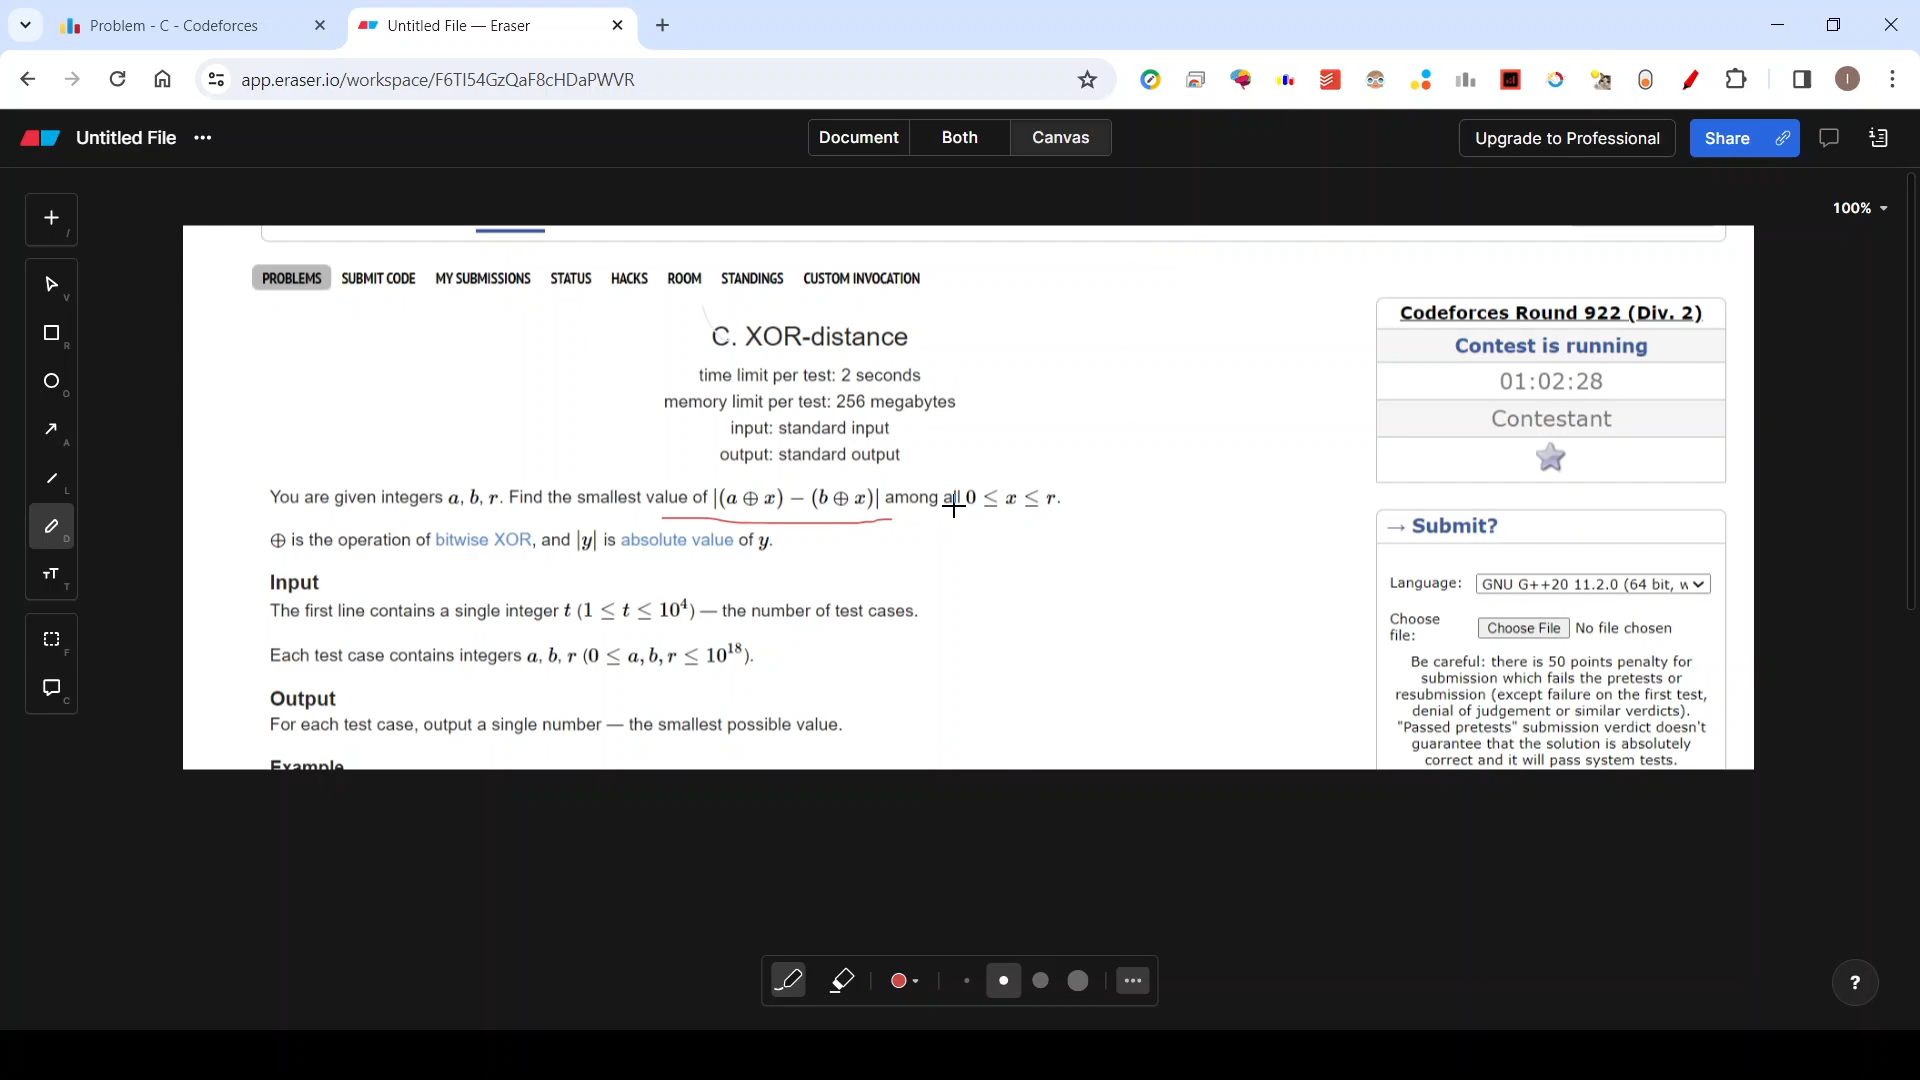 Problem - C - Codeforces
Untitled File — Eraser
app.eraser.io/workspace/F6TI54GzQaF8cHDaPWVR
I
Untitled File
Document
Both
Canvas
Upgrade to Professional
Share
100%
/
V
R
O
A
L
D
TT
T
F
C
PROBLEMS
SUBMIT CODE
MY SUBMISSIONS
STATUS
HACKS
ROOM
STANDINGS
CUSTOM INVOCATION
C. XOR-distance
time limit per test: 2 seconds
memory limit per test: 256 megabytes
input: standard input
output: standard output
You are given integers a, b, r. Find the smallest value of |(a ⊕ x) − (b ⊕ x)| among all 0 ≤ x ≤ r.
⊕ is the operation of bitwise XOR, and |y| is absolute value of y.
Input
The first line contains a single integer t (1 ≤ t ≤ 10⁴) — the number of test cases.
Each test case contains integers a, b, r (0 ≤ a, b, r ≤ 10¹⁸).
Output
For each test case, output a single number — the smallest possible value.
Example
Codeforces Round 922 (Div. 2)
Contest is running
01:02:28
Contestant
→ Submit?
Language: GNU G++20 11.2.0 (64 bit, w
Choose file: Choose File No file chosen
Be careful: there is 50 points penalty for
submission which fails the pretests or
resubmission (except failure on the first test,
denial of judgement or similar verdicts).
"Passed pretests" submission verdict doesn't
guarantee that the solution is absolutely
correct and it will pass system tests.
?